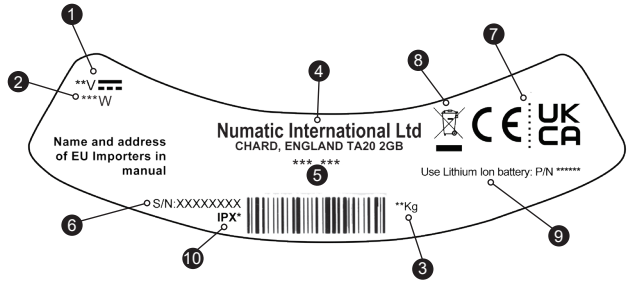 1
7
4
8
**V
2
***W
Numatic International Ltd
CHARD, ENGLAND TA20 2GB
CE
UK
CA
Name and address
of EU Importers in
manual
***_***
5
Use Lithium Ion battery: P/N ******
6
S/N:XXXXXXXX
IPX*
**Kg
10
3
9